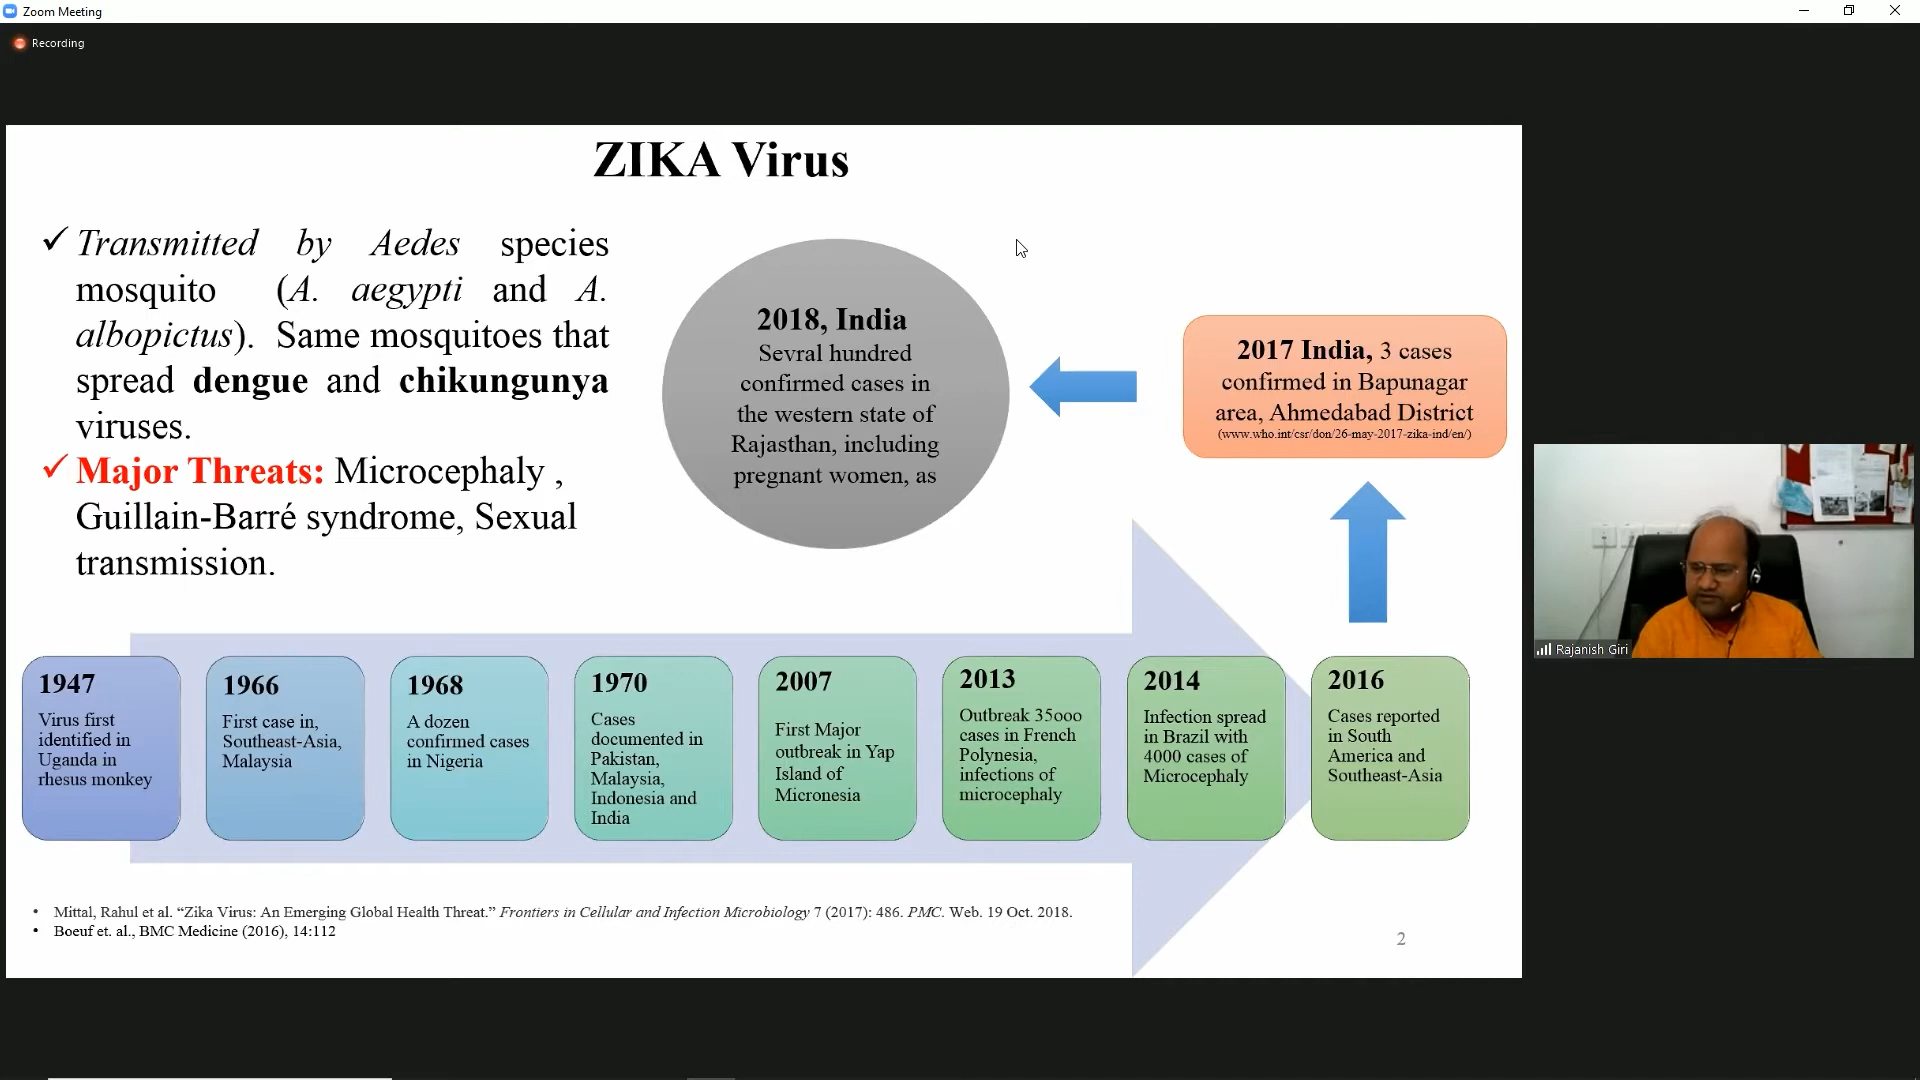 Zoom Meeting
Recording
ZIKA Virus
✓ Transmitted by Aedes species
mosquito (A. aegypti and A.
albopictus). Same mosquitoes that
spread dengue and chikungunya
viruses.
✓ Major Threats: Microcephaly ,
Guillain-Barré syndrome, Sexual
transmission.
2018, India
Sevral hundred
confirmed cases in
the western state of
Rajasthan, including
pregnant women, as
2017 India, 3 cases
confirmed in Bapunagar
area, Ahmedabad District
(www.who.int/csr/don/26-may-2017-zika-ind/en/)
Rajanish Giri
1947
Virus first
identified in
Uganda in
rhesus monkey
1966
First case in,
Southeast-Asia,
Malaysia
1968
A dozen
confirmed cases
in Nigeria
1970
Cases
documented in
Pakistan,
Malaysia,
Indonesia and
India
2007
First Major
outbreak in Yap
Island of
Micronesia
2013
Outbreak 35ooo
cases in French
Polynesia,
infections of
microcephaly
2014
Infection spread
in Brazil with
4000 cases of
Microcephaly
2016
Cases reported
in South
America and
Southeast-Asia
• Mittal, Rahul et al. “Zika Virus: An Emerging Global Health Threat.” Frontiers in Cellular and Infection Microbiology 7 (2017): 486. PMC. Web. 19 Oct. 2018.
• Boeuf et. al., BMC Medicine (2016), 14:112
2